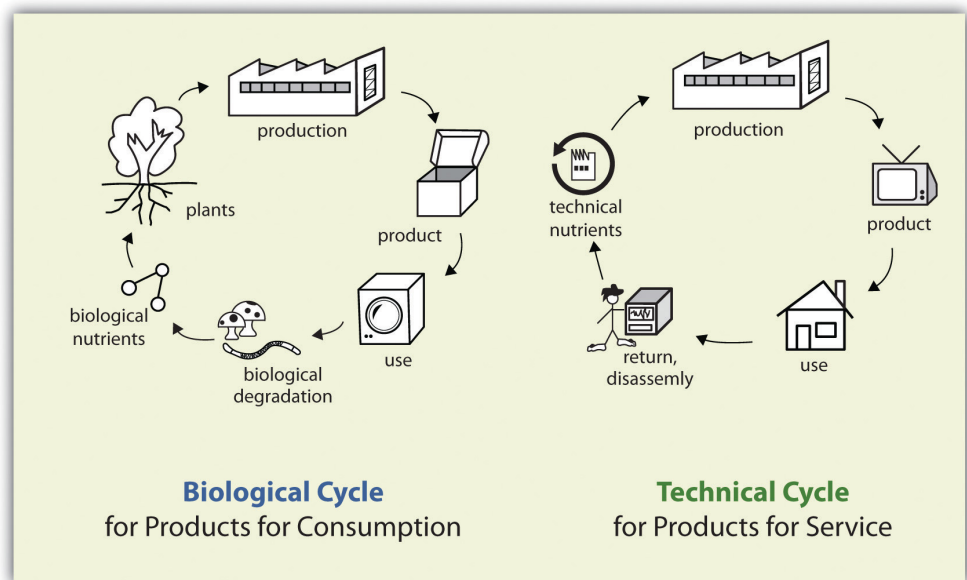 production
plants
product
biological
nutrients
use
biological
degradation
Biological Cycle
for Products for Consumption
production
technical
nutrients
product
return,
disassemly
use
Technical Cycle
for Products for Service